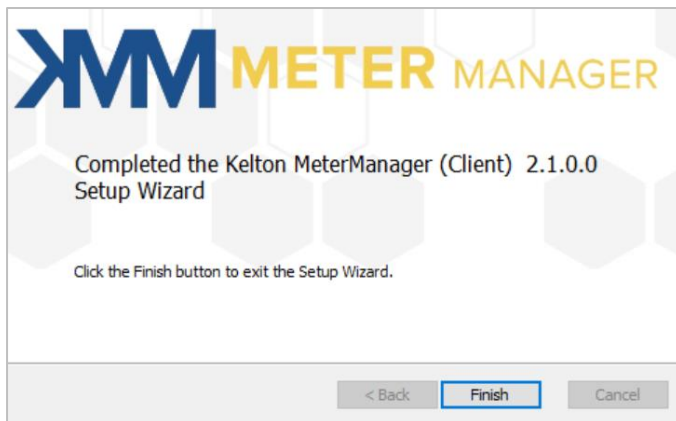 KMM METER MANAGER
Completed the Kelton MeterManager (Client) 2.1.0.0
Setup Wizard
Click the Finish button to exit the Setup Wizard.
< Back Finish Cancel